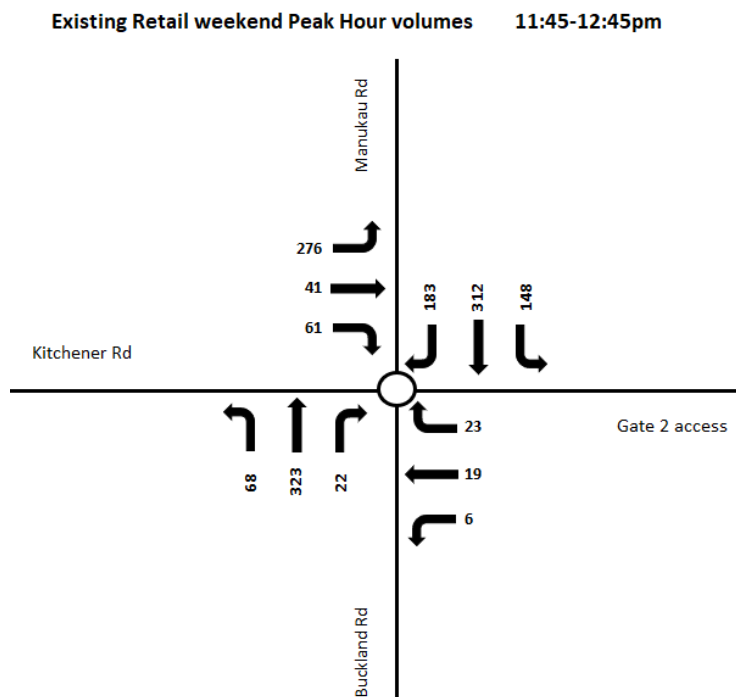 Existing Retail weekend Peak Hour volumes 11:45-12:45pm
Manukau Rd
276
41
61
183
312
148
Kitchener Rd
Gate 2 access
23
19
6
68
323
22
Buckland Rd